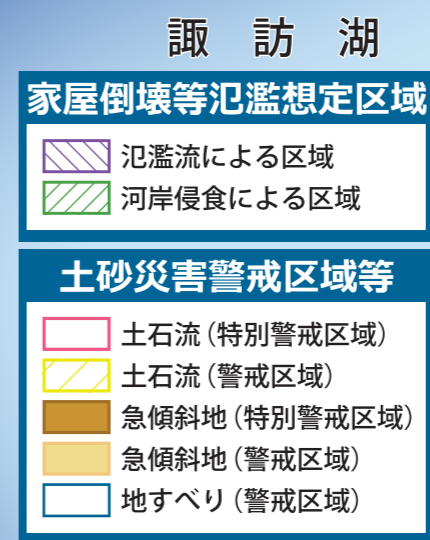 諏訪湖
家屋倒壊等氾濫想定区域
氾濫流による区域
河岸侵食による区域
土砂災害警戒区域等
土石流（特別警戒区域）
土石流（警戒区域）
急傾斜地（特別警戒区域）
急傾斜地（警戒区域）
地すべり（警戒区域）